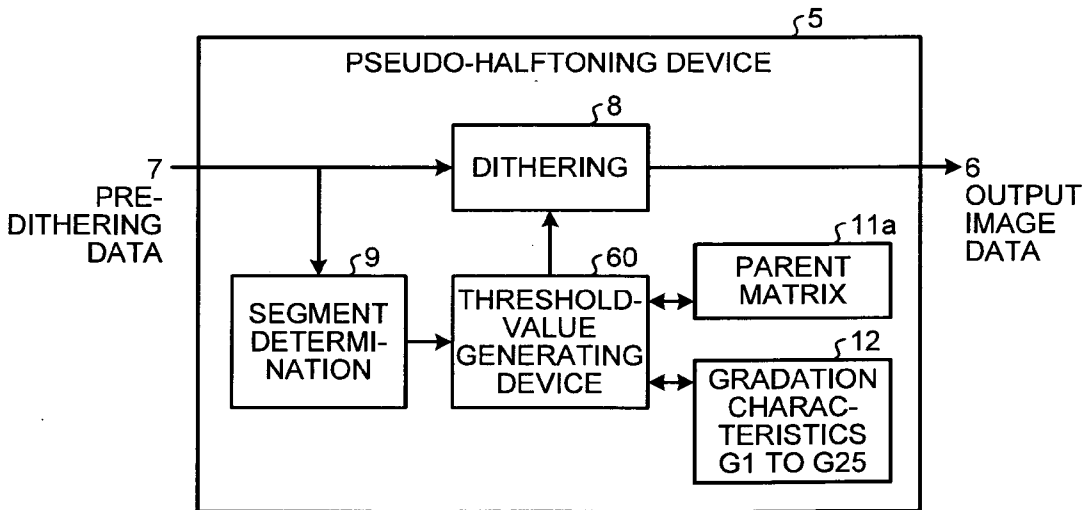 5
PSEUDO-HALFTONING DEVICE
8
DITHERING
7
PRE-
DITHERING
DATA
6
OUTPUT
IMAGE
DATA
9
SEGMENT
DETERMI-
NATION
60
THRESHOLD-
VALUE
GENERATING
DEVICE
11a
PARENT
MATRIX
12
GRADATION
CHARAC-
TERISTICS
G1 TO G25